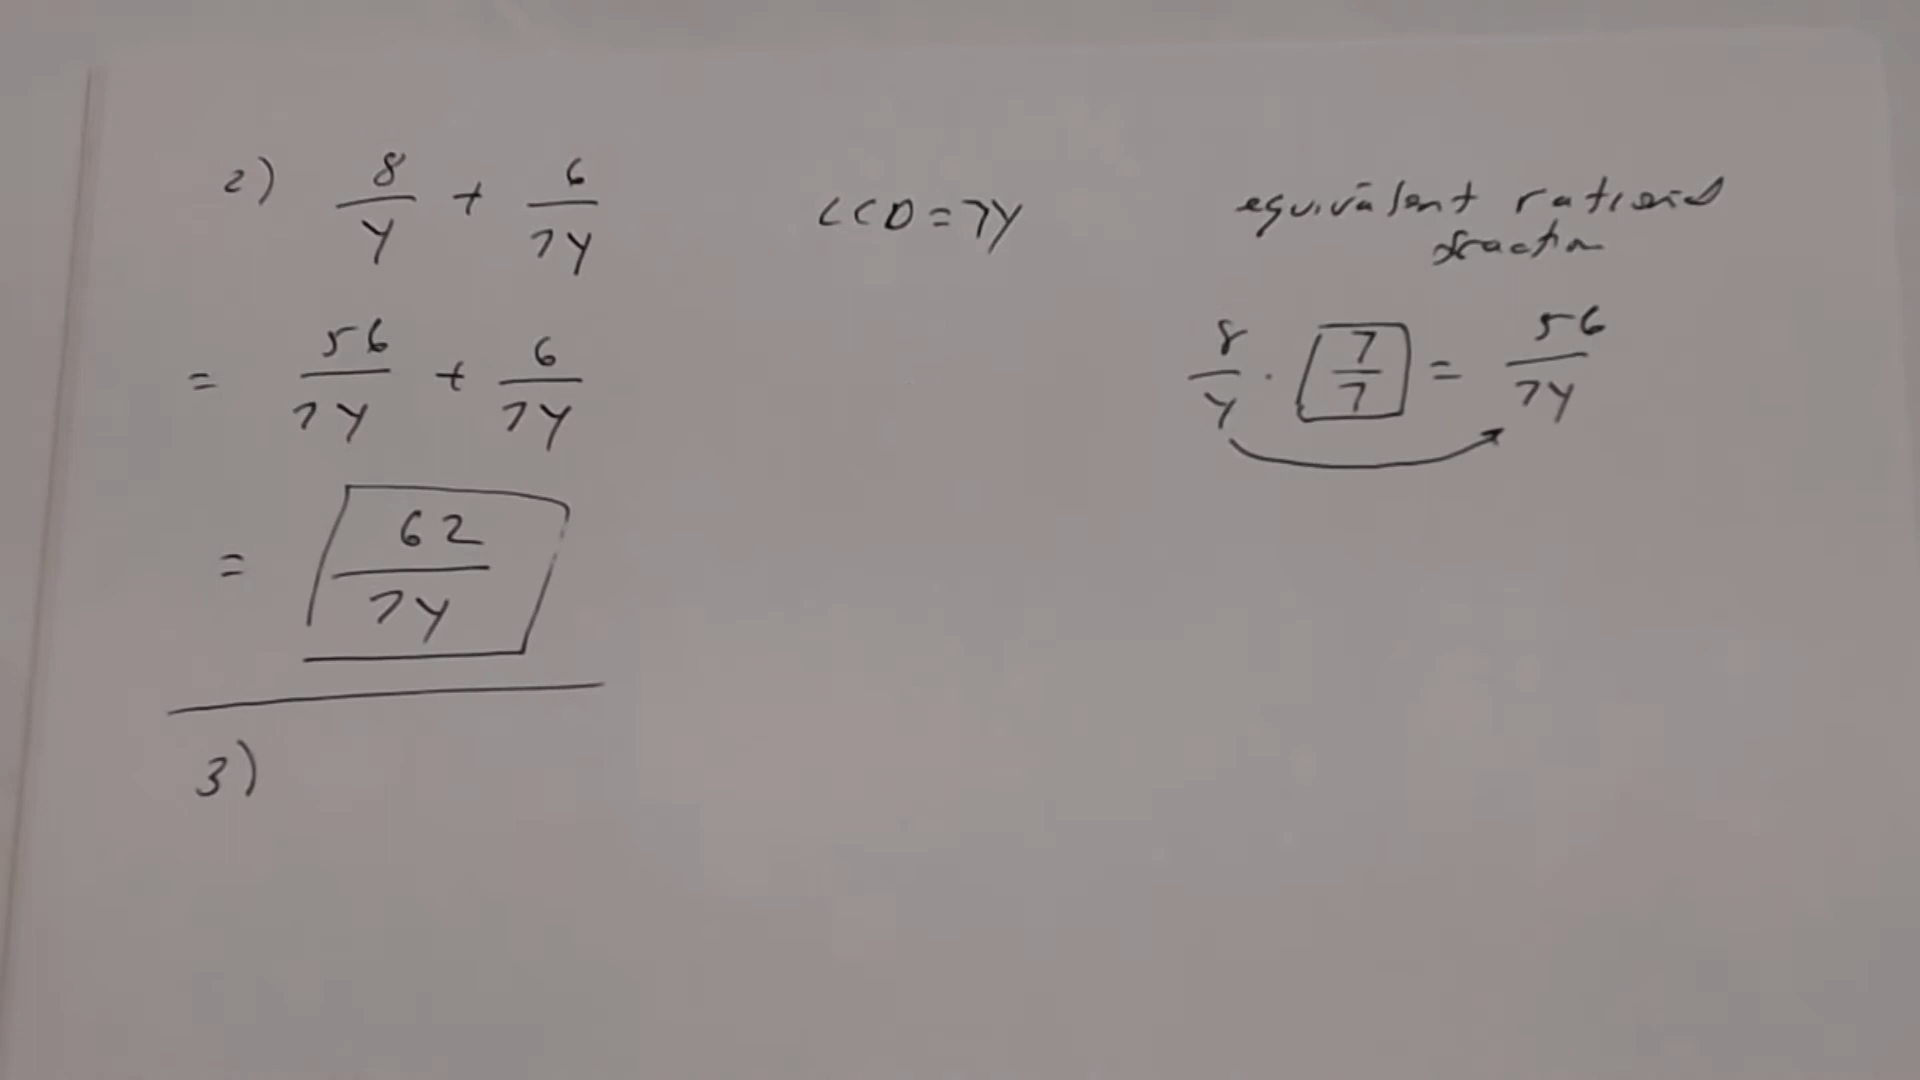 2) 8/y + 6/7y LCD = 7y equivalent rational fraction
= 56/7y + 6/7y 8/y · 7/7 = 56/7y
= 62/7y
3)